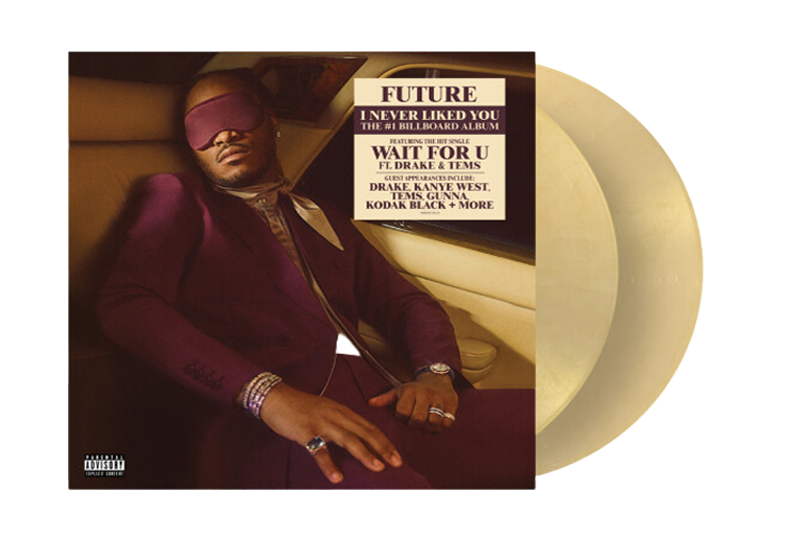 FUTURE
I NEVER LIKED YOU
THE #1 BILLBOARD ALBUM
FEATURING THE HIT SINGLE
WAIT FOR U
FT. DRAKE & TEMS
GUEST APPEARANCES INCLUDE:
DRAKE, KANYE WEST,
TEMS, GUNNA,
KODAK BLACK + MORE
PARENTAL
ADVISORY
EXPLICIT CONTENT